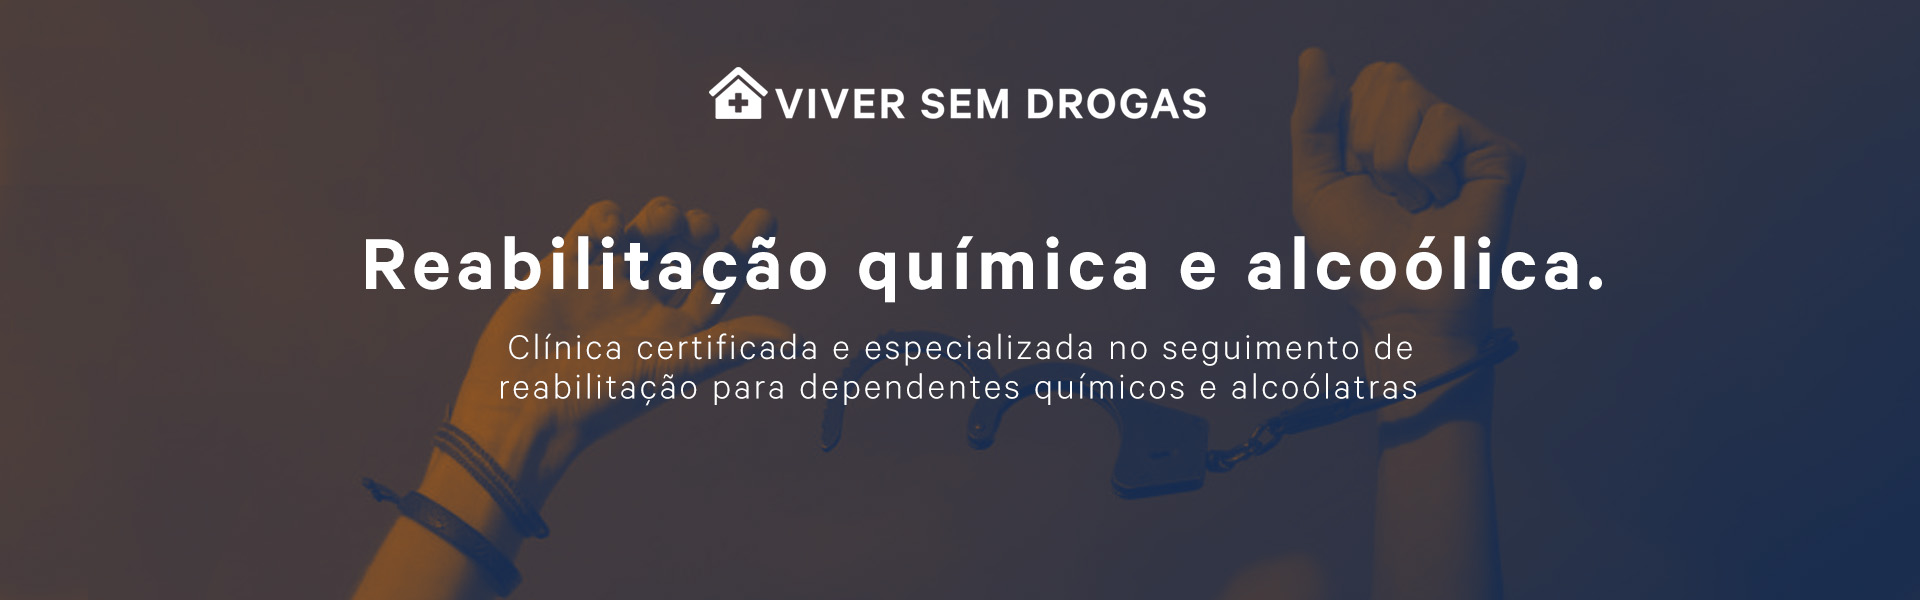 VIVER SEM DROGAS
Reabilitação química e alcoólica.
Clínica certificada e especializada no seguimento de
reabilitação para dependentes químicos e alcoólatras